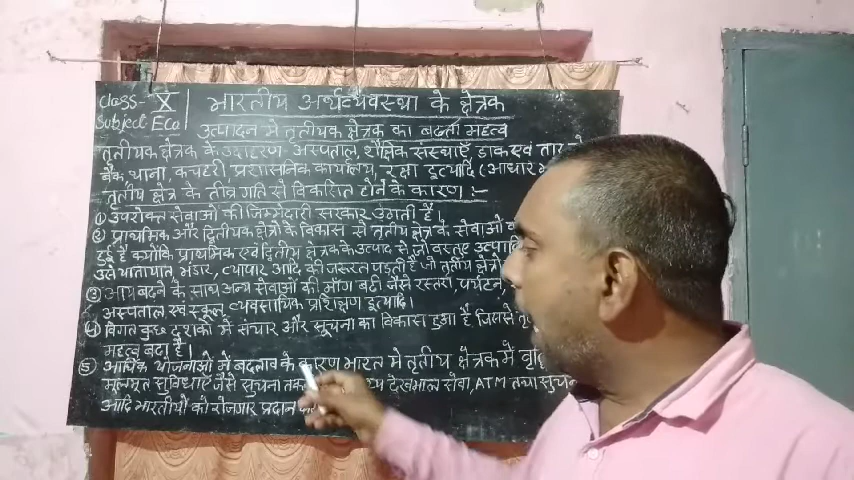 Class- X
Subject Eco
भारतीय अर्थव्यवस्था के क्षेत्रक
उत्पादन मे तृतीयक क्षेत्रक का बढ़ता महत्व
तृतीयक क्षेत्रक के उदाहरण अस्पताल, शैक्षिक संस्थाएँ डाक एवं तार
बैंक, थाना, कचहरी प्रशासनिक कार्यालय, रक्षा इत्यादि (आधार
तृतीय क्षेत्र के तीव्र गति से विकासित होने के कारण :-
① उपरोक्त सेवाओं की जिम्मेदारी सरकार उठाती है,
② प्राथमिक और द्वितीयक क्षेत्रो के विकास से तृतीय क्षेत्र के सेवाओं
हुई है क्योंकि प्राथमिक एवं द्वितीय क्षेत्रक के उत्पाद से जो वस्तुए
उसे यातायात, भंडार, व्यापार आदि की जरूरत पड़ती है जो तृतीय क्षेत्रो
③ आय बढने के साथ अन्य सेवाओं की माँग बढी जैसे रेस्तरा, पर्यटन,
अस्पताल एवं स्कूल व्यवसायिक प्रशिक्षण इत्यादि।
④ विगत कुछ दशकों में संचार और सूचना का विकास हुआ है जिससे
महत्व बढा है।
⑤ आर्थिक योजनाओं में बदलाव के कारण भारत मे तृतीय क्षेत्रक में
मूलभूत सुविधाएँ जैसे सुचना देखभाल सेवा, ATM तथा
आदि भारतीयो को रोजगार प्रदान